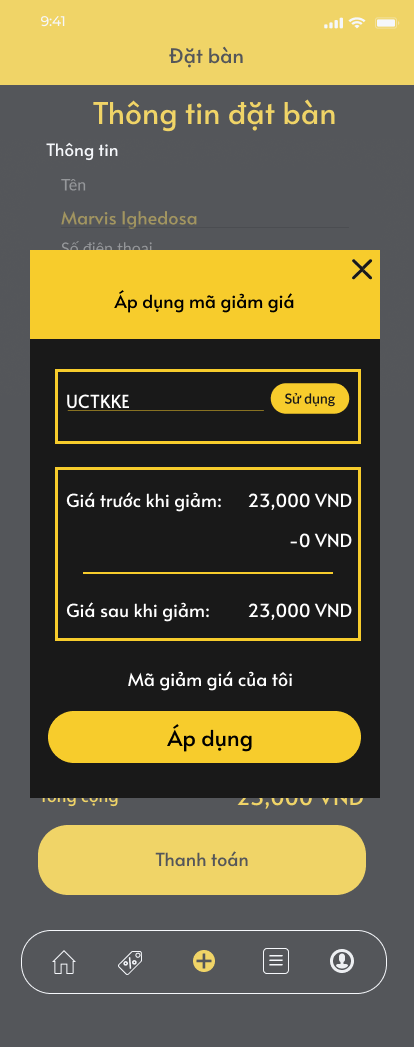 9:41
Đặt bàn
Thông tin đặt bàn
Thông tin
Tên
Marvis Ighedosa
Số điện thoại
Áp dụng mã giảm giá
UCTKKE
Sử dụng
Giá trước khi giảm: 23,000 VND
-0 VND
Giá sau khi giảm: 23,000 VND
Mã giảm giá của tôi
Áp dụng
Tổng cộng 23,000 VND
Thanh toán